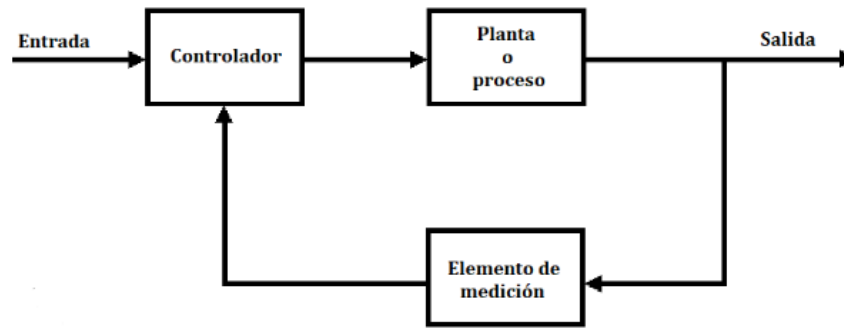 Entrada
Controlador
Planta
o
proceso
Salida
Elemento de
medición